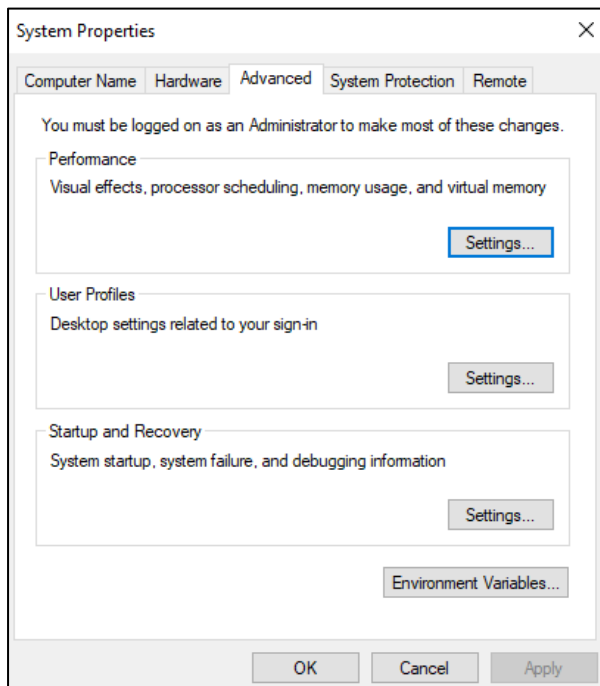 System Properties
Computer Name Hardware Advanced System Protection Remote
You must be logged on as an Administrator to make most of these changes.
Performance
Visual effects, processor scheduling, memory usage, and virtual memory
Settings...
User Profiles
Desktop settings related to your sign-in
Settings...
Startup and Recovery
System startup, system failure, and debugging information
Settings...
Environment Variables...
OK Cancel Apply